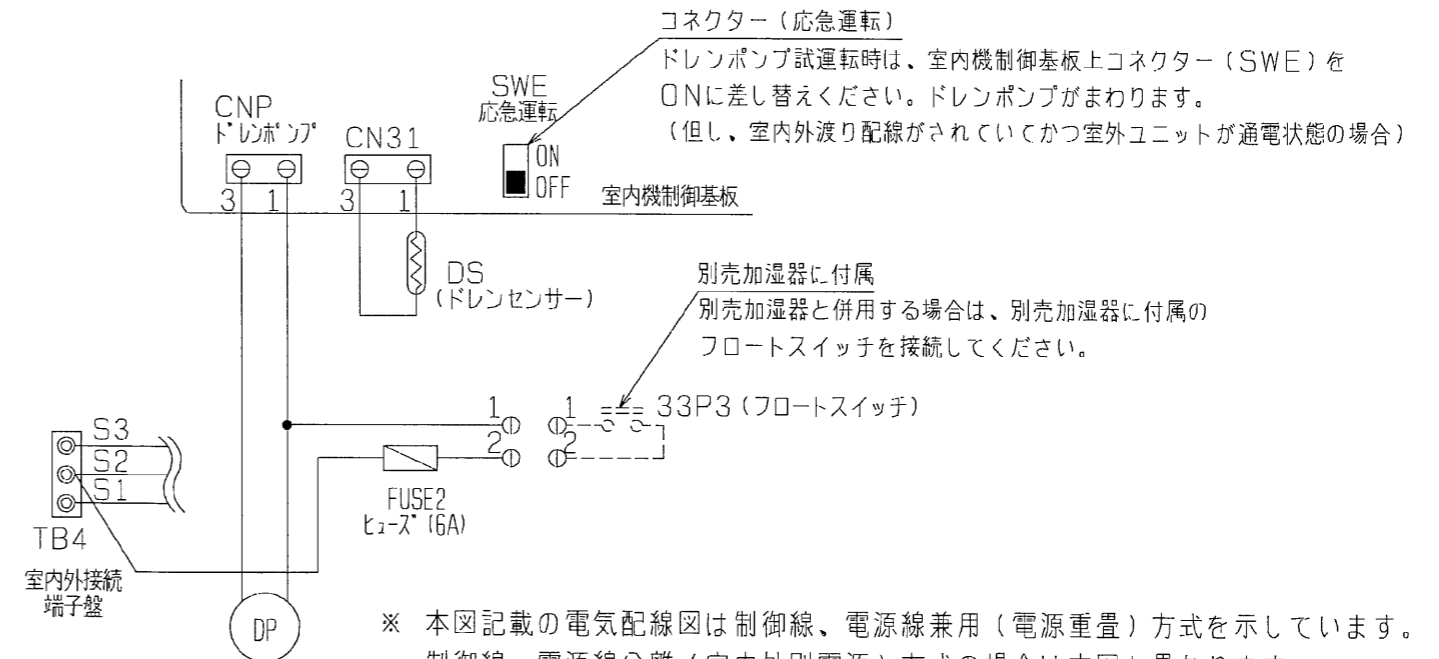 コネクター(応急運転)
ドレンポンプ試運転時は、室内機制御基板上コネクター(SWE)を
ONに差し替えください。ドレンポンプがまわります。
(但し、室内外渡り配線がされていてかつ室外ユニットが通電状態の場合)
CNP
ドレンポンプ
CN31
SWE
応急運転
ON
OFF
3 1 3 1
室内機制御基板
DS
(ドレンセンサー)
別売加湿器に付属
別売加湿器と併用する場合は、別売加湿器に付属の
フロートスイッチを接続してください。
1 1 33P3(フロートスイッチ)
2 2
S3
S2
S1
FUSE2
ヒューズ(6A)
TB4
室内外接続
端子盤
DP
※ 本図記載の電気配線図は制御線、電源線兼用(電源重畳)方式を示しています。